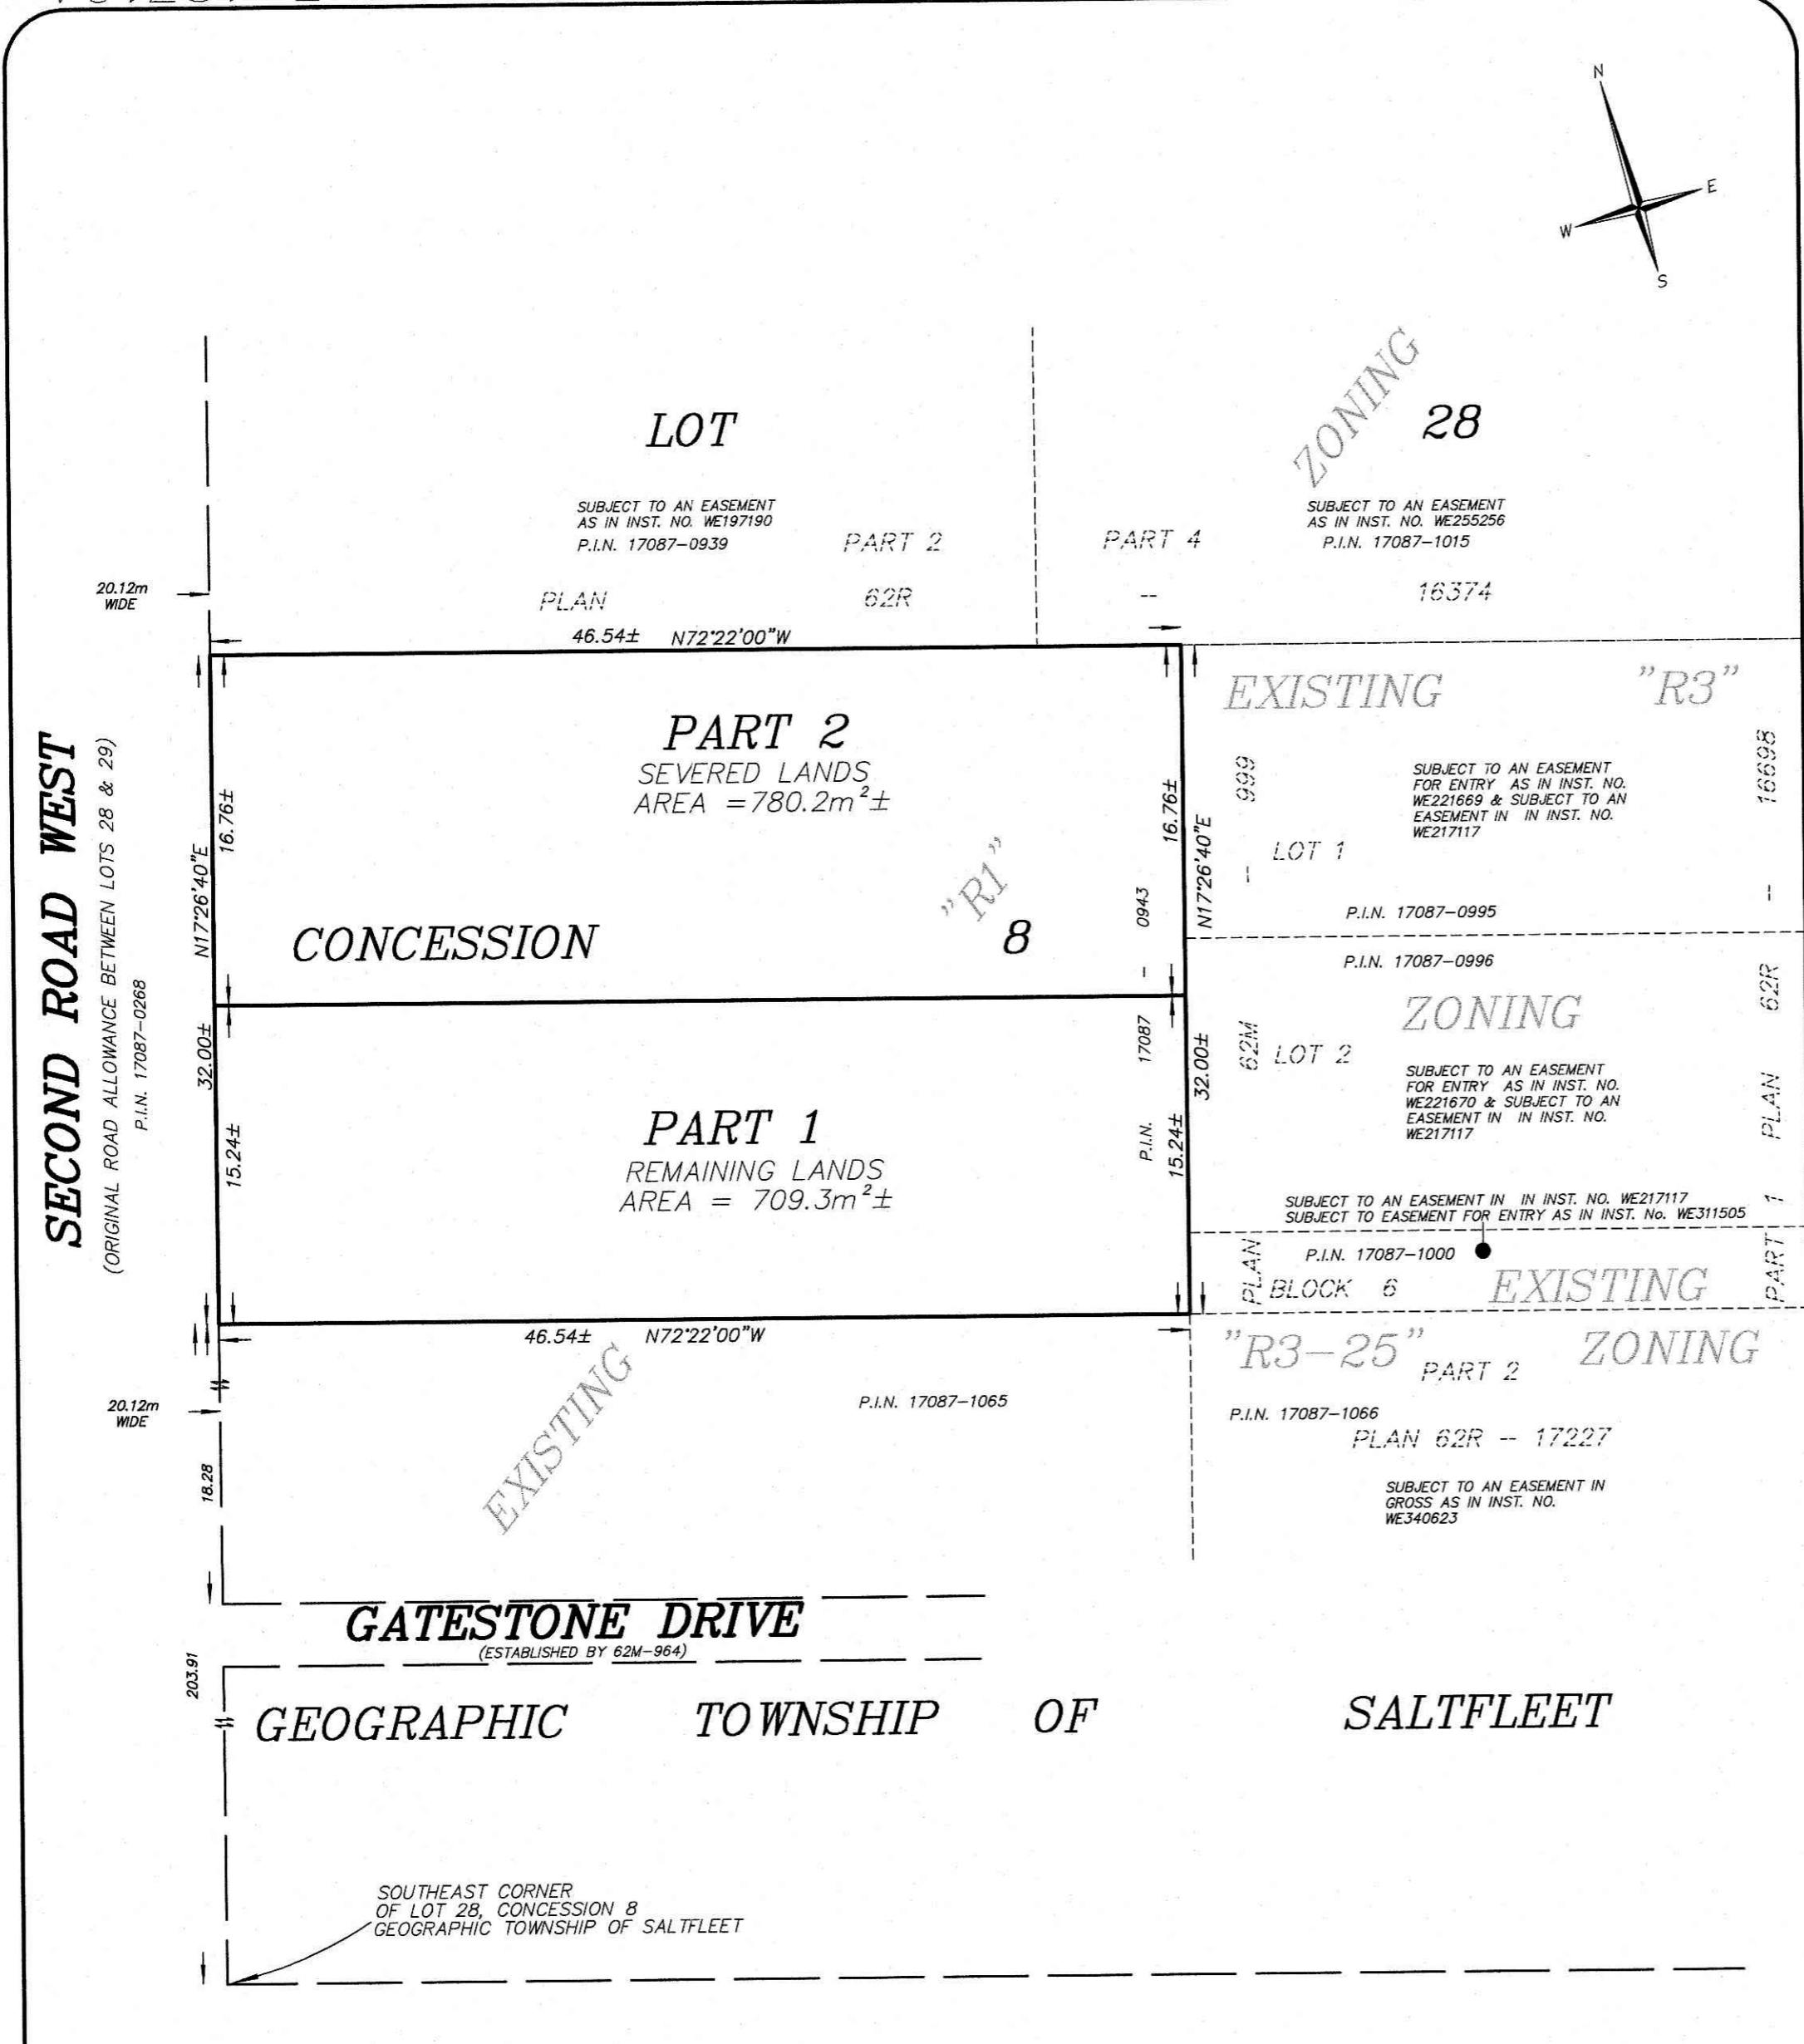 N
E
W
S
LOT
28
ZONING
SUBJECT TO AN EASEMENT
AS IN INST. NO. WE197190
P.I.N. 17087-0939
PART 2
PART 4
SUBJECT TO AN EASEMENT
AS IN INST. NO. WE255256
P.I.N. 17087-1015
20.12m
WIDE
PLAN 62R -- 16374
46.54± N72°22'00"W
EXISTING "R3"
SECOND ROAD WEST
(ORIGINAL ROAD ALLOWANCE BETWEEN LOTS 28 & 29)
P.I.N. 17087-0268
N17°26'40"E
32.00±
16.76±
15.24±
PART 2
SEVERED LANDS
AREA =780.2m²±
"R1"
CONCESSION
8
16.76±
N17°26'40"E
P.I.N. 17087 - 0943
32.00±
15.24±
PART 1
REMAINING LANDS
AREA = 709.3m²±
PLAN 62M -- 999
LOT 1
SUBJECT TO AN EASEMENT
FOR ENTRY AS IN INST. NO.
WE221669 & SUBJECT TO AN
EASEMENT IN IN INST. NO.
WE217117
PART 1 PLAN 62R -- 16698
P.I.N. 17087-0995
P.I.N. 17087-0996
ZONING
LOT 2
SUBJECT TO AN EASEMENT
FOR ENTRY AS IN INST. NO.
WE221670 & SUBJECT TO AN
EASEMENT IN IN INST. NO.
WE217117
SUBJECT TO AN EASEMENT IN IN INST. NO. WE217117
SUBJECT TO EASEMENT FOR ENTRY AS IN INST. No. WE311505
P.I.N. 17087-1000
BLOCK 6
EXISTING
46.54± N72°22'00"W
"R3-25"
PART 2
ZONING
EXISTING
20.12m
WIDE
P.I.N. 17087-1065
P.I.N. 17087-1066
PLAN 62R -- 17227
18.28
SUBJECT TO AN EASEMENT IN
GROSS AS IN INST. NO.
WE340623
GATESTONE DRIVE
(ESTABLISHED BY 62M-964)
203.91
GEOGRAPHIC TOWNSHIP OF SALTFLEET
SOUTHEAST CORNER
OF LOT 28, CONCESSION 8
GEOGRAPHIC TOWNSHIP OF SALTFLEET